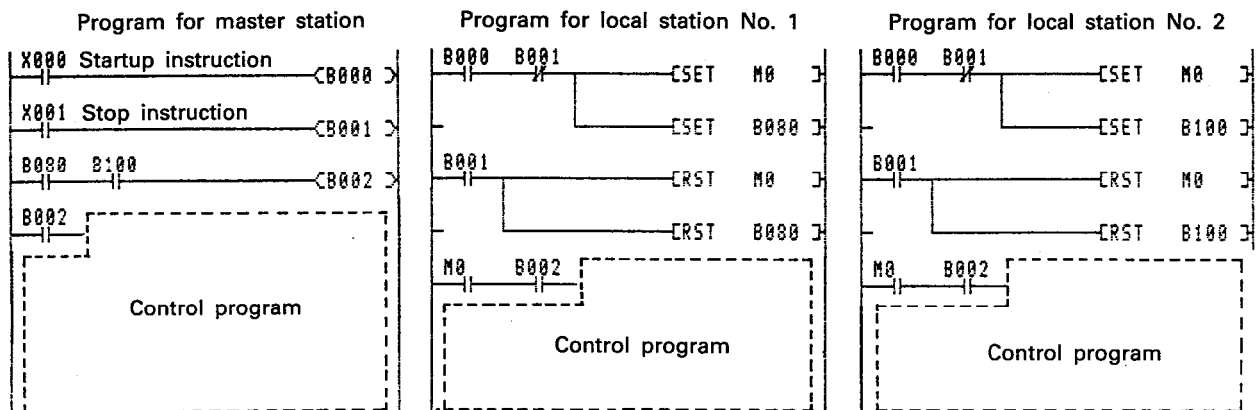 Program for master station
X000 Startup instruction
B000
X001 Stop instruction
B001
B080 B100
B002
B002
Control program
Program for local station No. 1
B000 B001
SET M0
SET B080
B001
RST M0
RST B080
M0 B002
Control program
Program for local station No. 2
B000 B001
SET M0
SET B100
B001
RST M0
RST B100
M0 B002
Control program